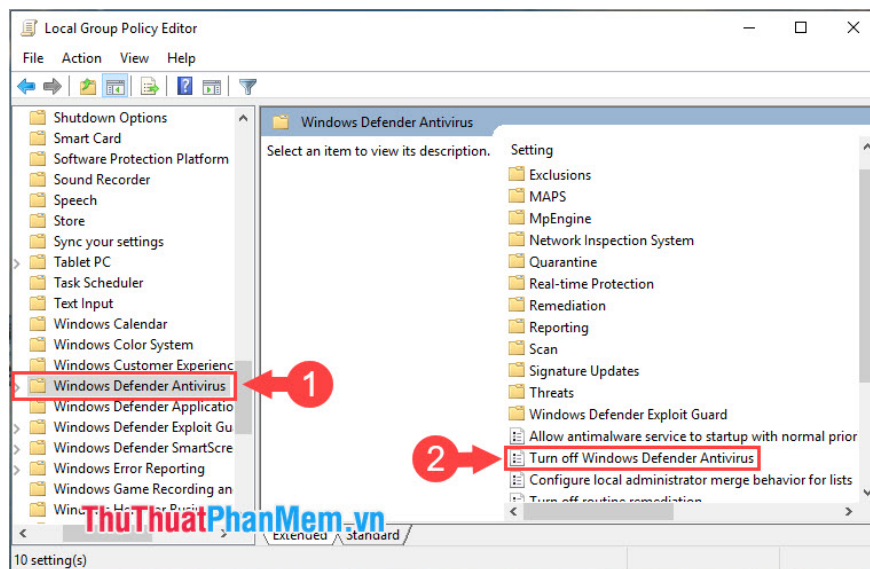 Local Group Policy Editor
File Action View Help
Shutdown Options
Smart Card
Software Protection Platform
Sound Recorder
Speech
Store
Sync your settings
Tablet PC
Task Scheduler
Text Input
Windows Calendar
Windows Color System
Windows Customer Experienc
Windows Defender Antivirus
Windows Defender Applicatio
Windows Defender Exploit Gu
Windows Defender SmartScre
Windows Error Reporting
Windows Game Recording an
1
Windows Defender Antivirus
Select an item to view its description.
Setting
Exclusions
MAPS
MpEngine
Network Inspection System
Quarantine
Real-time Protection
Remediation
Reporting
Scan
Signature Updates
Threats
Windows Defender Exploit Guard
Allow antimalware service to startup with normal prior
2
Turn off Windows Defender Antivirus
Configure local administrator merge behavior for lists
Turn off routine remediation
ThuThuatPhanMem.vn
Extended Standard
10 setting(s)